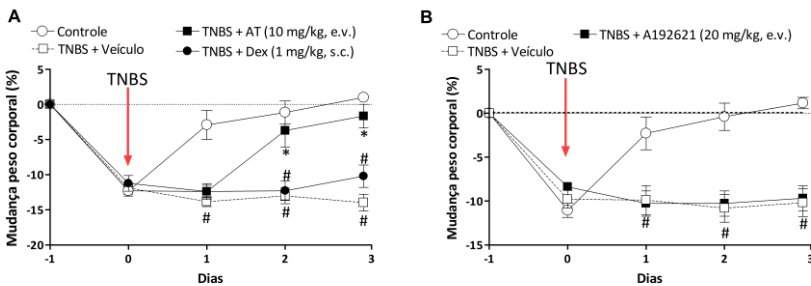 A
Controle
TNBS + Veículo
TNBS + AT (10 mg/kg, e.v.)
TNBS + Dex (1 mg/kg, s.c.)
TNBS
Mudança peso corporal (%)
5
0
-5
-10
-15
-20
* * # # # # #
-1 0 1 2 3
Dias
B
Controle
TNBS + Veículo
TNBS + A192621 (20 mg/kg, e.v.)
TNBS
Mudança peso corporal (%)
5
0
-5
-10
-15
# # #
-1 0 1 2 3
Dias